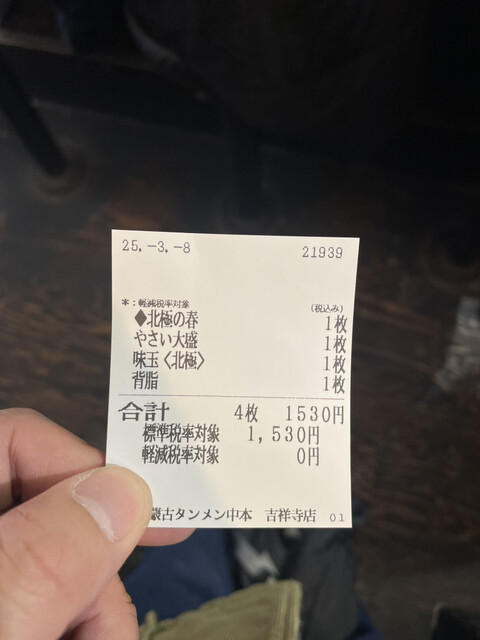 25.-3.-8 21939
*:軽減税率対象 (税込み)
◆北極の春 1枚
やさい大盛 1枚
味玉〈北極〉 1枚
背脂 1枚
合計 4枚 1530円
標準税率対象 1,530円
軽減税率対象 0円
蒙古タンメン中本 吉祥寺店 01